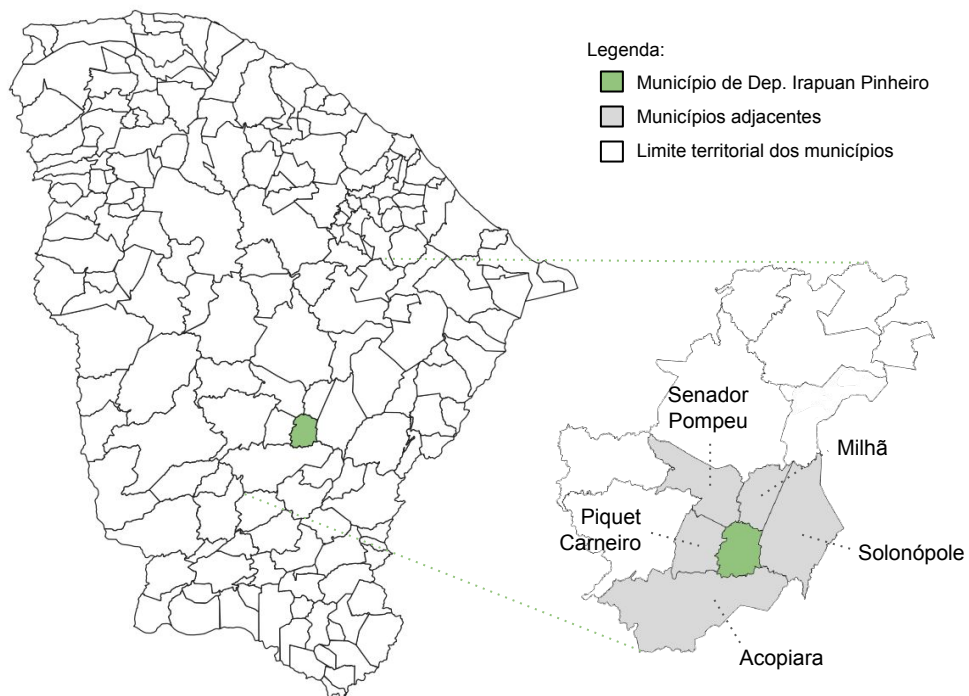 Legenda:
Município de Dep. Irapuan Pinheiro
Municípios adjacentes
Limite territorial dos municípios
Senador
Pompeu
Milhã
Piquet
Carneiro
Solonópole
Acopiara